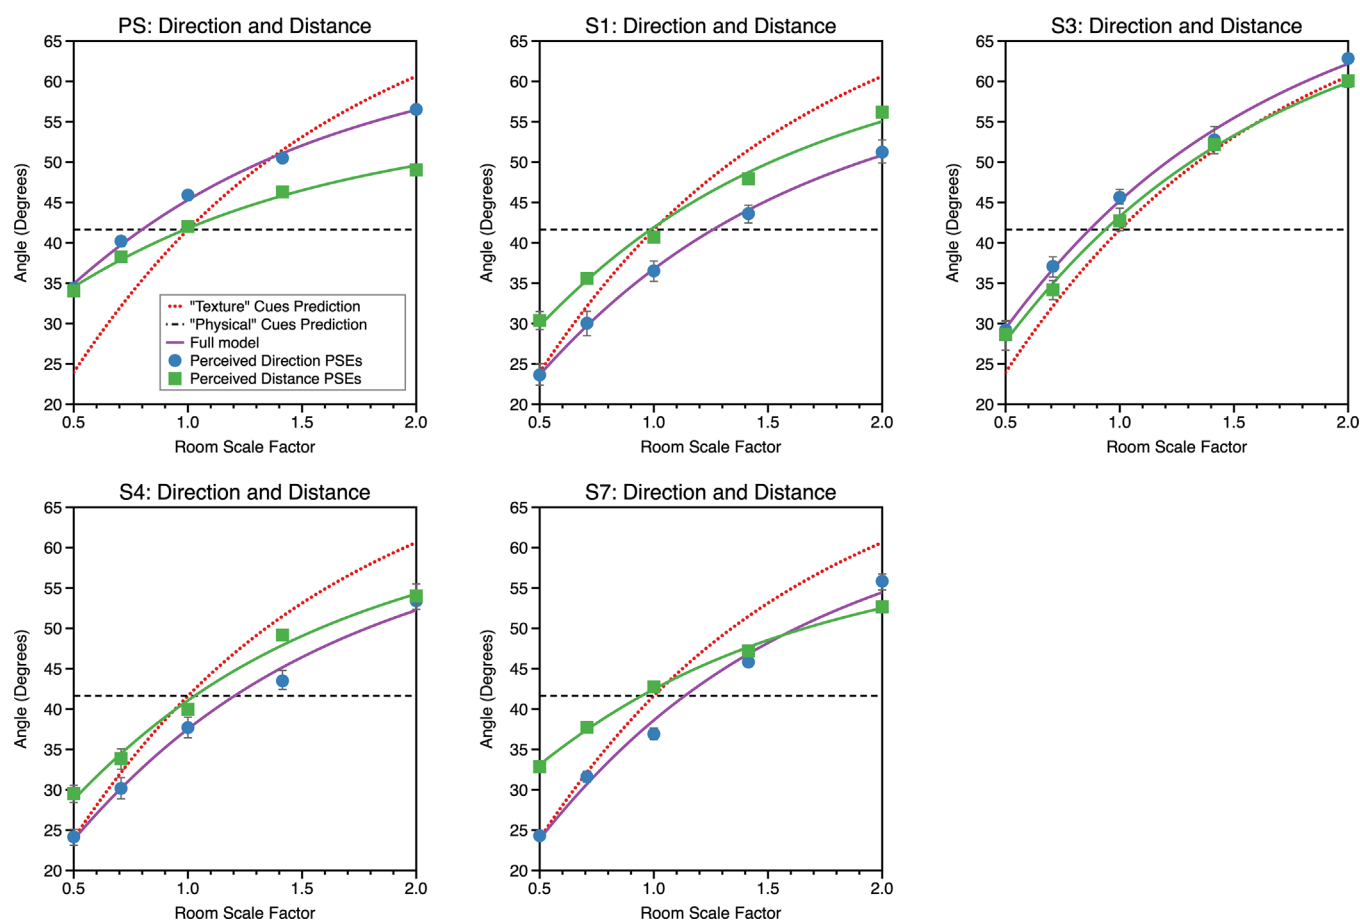 PS: Direction and Distance
65
60
55
50
45
40
35
30
25
20
Angle (Degrees)
"Texture" Cues Prediction
"Physical" Cues Prediction
Full model
Perceived Direction PSEs
Perceived Distance PSEs
0.5 1.0 1.5 2.0
Room Scale Factor
S1: Direction and Distance
65
60
55
50
45
40
35
30
25
20
Angle (Degrees)
0.5 1.0 1.5 2.0
Room Scale Factor
S3: Direction and Distance
65
60
55
50
45
40
35
30
25
20
Angle (Degrees)
0.5 1.0 1.5 2.0
Room Scale Factor
S4: Direction and Distance
65
60
55
50
45
40
35
30
25
20
Angle (Degrees)
0.5 1.0 1.5 2.0
Room Scale Factor
S7: Direction and Distance
65
60
55
50
45
40
35
30
25
20
Angle (Degrees)
0.5 1.0 1.5 2.0
Room Scale Factor